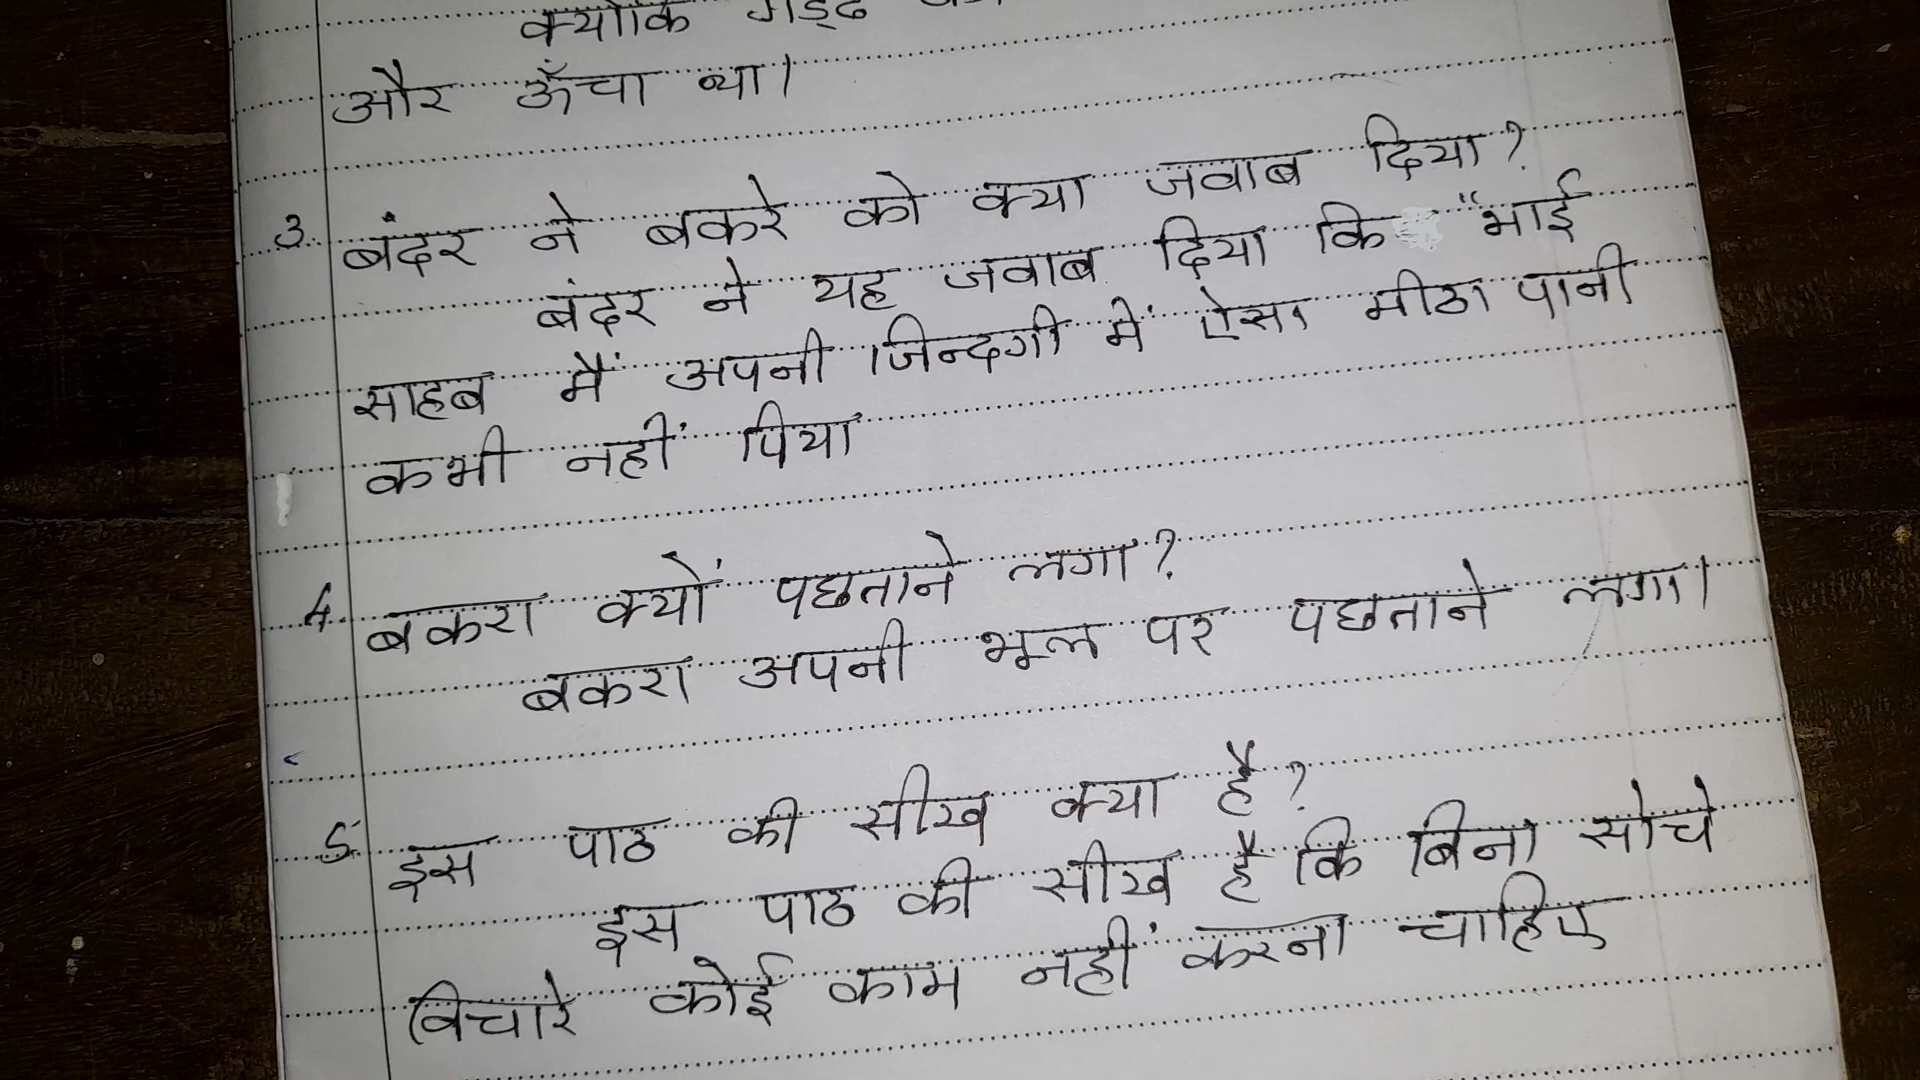 क्योंकि गड्ढे
और ऊँचा था।
3. बंदर ने बकरे को क्या जवाब दिया?
बंदर ने यह जवाब दिया कि "भाई
साहब मैं अपनी जिन्दगी में ऐसा मीठा पानी
कभी नहीं पिया
4. बकरा क्यों पछताने लगा?
बकरा अपनी भूल पर पछताने लगा।
5. इस पाठ की सीख क्या है?
इस पाठ की सीख है कि बिना सोचे
विचारे कोई काम नहीं करना चाहिए